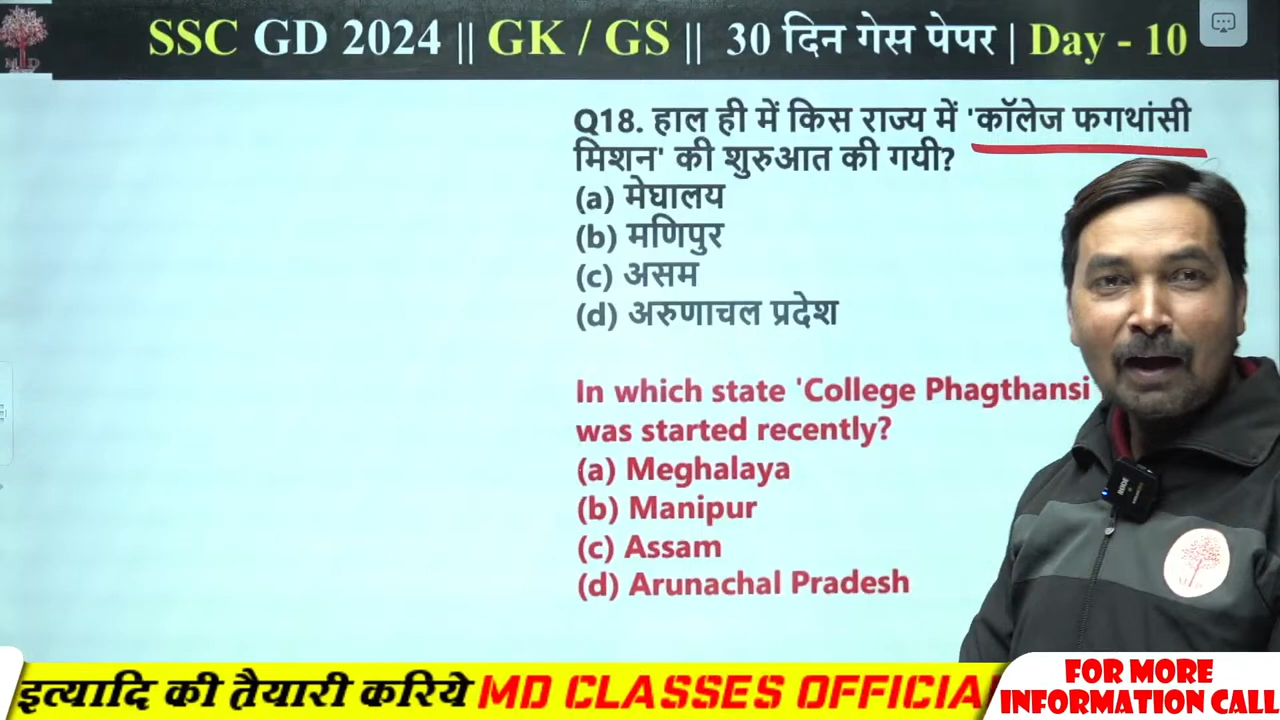 SSC GD 2024 || GK / GS || 30 दिन गेस पेपर | Day - 10
Q18. हाल ही में किस राज्य में 'कॉलेज फगथांसी
मिशन' की शुरुआत की गयी?
(a) मेघालय
(b) मणिपुर
(c) असम
(d) अरुणाचल प्रदेश
In which state 'College Phagthansi
was started recently?
(a) Meghalaya
(b) Manipur
(c) Assam
(d) Arunachal Pradesh
इत्यादि की तैयारी करिये MD CLASSES OFFICIA
FOR MORE
INFORMATION CALL